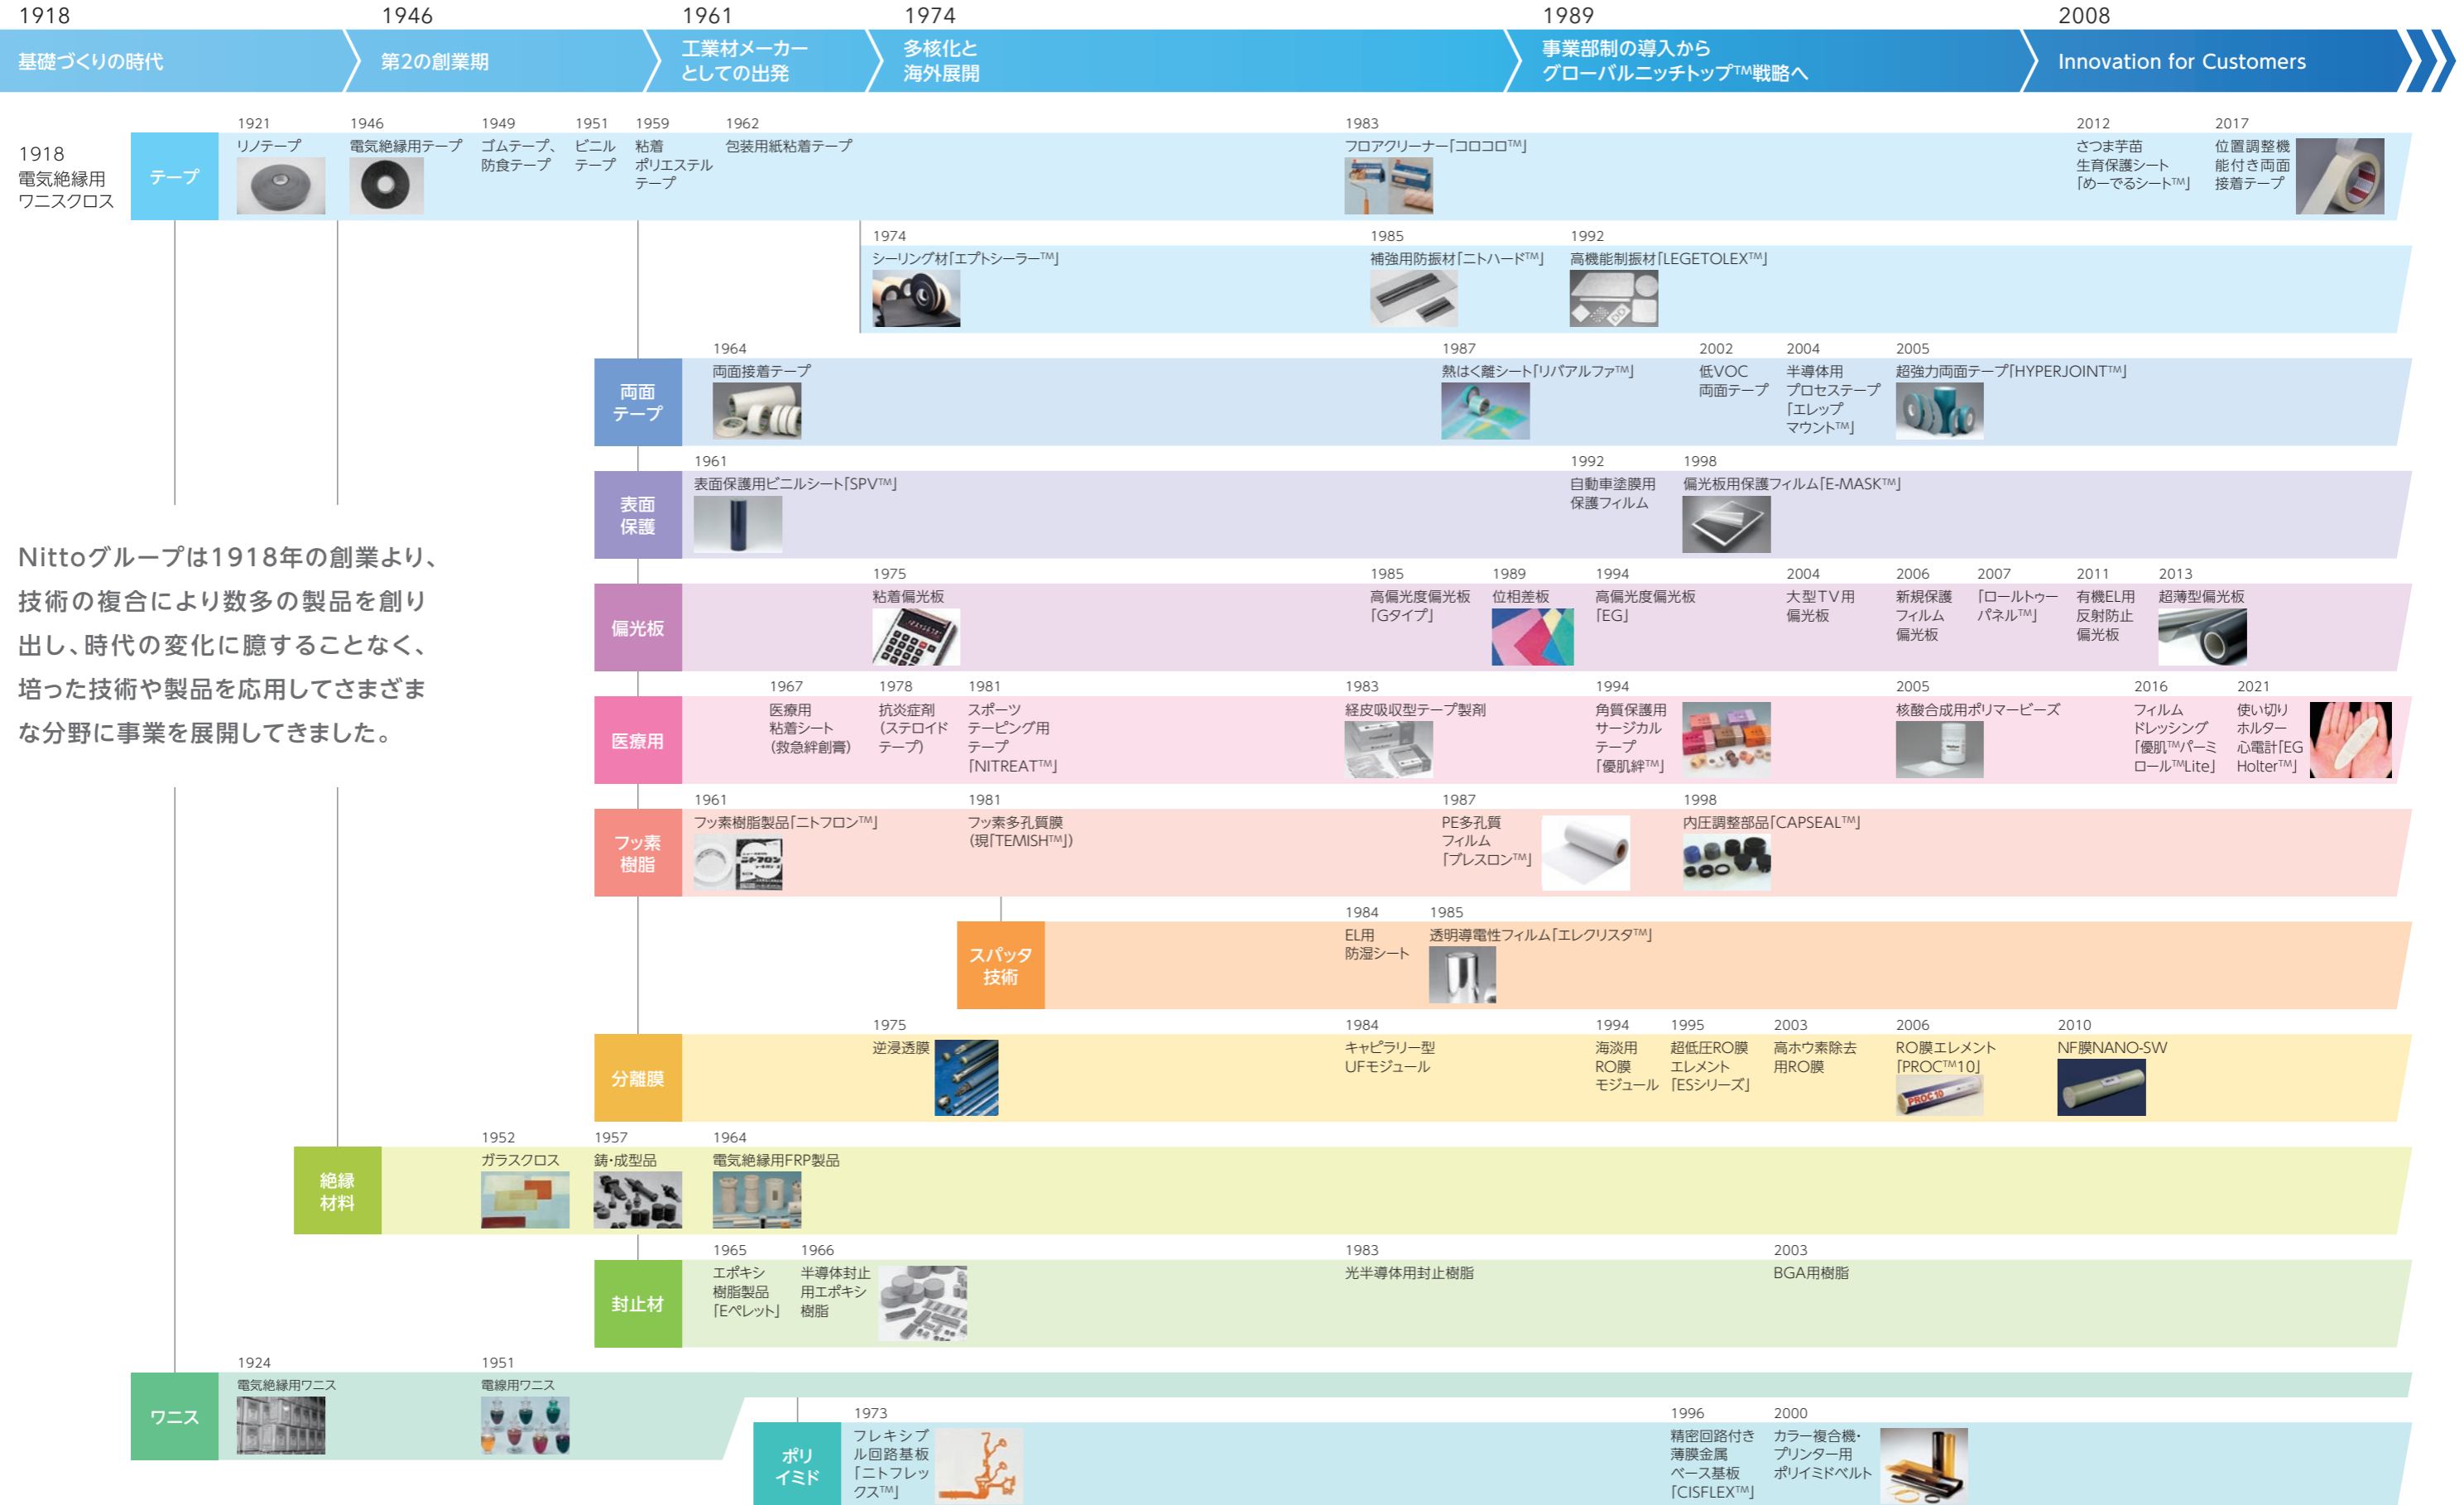 1918
1946
1961
1974
1989
2008
基礎づくりの時代
第2の創業期
工業材メーカー
としての出発
多核化と
海外展開
事業部制の導入から
グローバルニッチトップ™戦略へ
Innovation for Customers
1918
電気絶縁用
ワニスクロス
テープ
1921
リノテープ
1946
電気絶縁用テープ
1949
ゴムテープ、
防食テープ
1951
ビニル
テープ
1959
粘着
ポリエステル
テープ
1962
包装用紙粘着テープ
1983
フロアクリーナー「コロコロ™」
2012
さつま芋苗
生育保護シート
「めーでるシート™」
2017
位置調整機
能付き両面
接着テープ
1974
シーリング材「エプトシーラー™」
1985
補強用防振材「ニトハード™」
1992
高機能制振材「LEGETOLEX™」
両面
テープ
1964
両面接着テープ
1987
熱はく離シート「リバアルファ™」
2002
低VOC
両面テープ
2004
半導体用
プロセステープ
「エレップ
マウント™」
2005
超強力両面テープ「HYPERJOINT™」
表面
保護
1961
表面保護用ビニルシート「SPV™」
1992
自動車塗膜用
保護フィルム
1998
偏光板用保護フィルム「E-MASK™」
Nittoグループは1918年の創業より、
技術の複合により数多の製品を創り
出し、時代の変化に臆することなく、
培った技術や製品を応用してさまざま
な分野に事業を展開してきました。
偏光板
1975
粘着偏光板
1985
高偏光度偏光板
「Gタイプ」
1989
位相差板
1994
高偏光度偏光板
「EG」
2004
大型TV用
偏光板
2006
新規保護
フィルム
偏光板
2007
「ロールトゥー
パネル™」
2011
有機EL用
反射防止
偏光板
2013
超薄型偏光板
医療用
1967
医療用
粘着シート
(救急絆創膏)
1978
抗炎症剤
(ステロイド
テープ)
1981
スポーツ
テーピング用
テープ
「NITREAT™」
1983
経皮吸収型テープ製剤
1994
角質保護用
サージカル
テープ
「優肌絆™」
2005
核酸合成用ポリマービーズ
2016
フィルム
ドレッシング
「優肌™パーミ
ロール™Lite」
2021
使い切り
ホルター
心電計「EG
Holter™」
フッ素
樹脂
1961
フッ素樹脂製品「ニトフロン™」
ニトフロン
1981
フッ素多孔質膜
(現「TEMISH™」)
1987
PE多孔質
フィルム
「ブレスロン™」
1998
内圧調整部品「CAPSEAL™」
スパッタ
技術
1984
EL用
防湿シート
1985
透明導電性フィルム「エレクリスタ™」
分離膜
1975
逆浸透膜
1984
キャピラリー型
UFモジュール
1994
海淡用
RO膜
モジュール
1995
超低圧RO膜
エレメント
「ESシリーズ」
2003
高ホウ素除去
用RO膜
2006
RO膜エレメント
「PROC™10」
PROC 10
2010
NF膜NANO-SW
絶縁
材料
1952
ガラスクロス
1957
鋳・成型品
1964
電気絶縁用FRP製品
封止材
1965
エポキシ
樹脂製品
「Eペレット」
1966
半導体封止
用エポキシ
樹脂
1983
光半導体用封止樹脂
2003
BGA用樹脂
ワニス
1924
電気絶縁用ワニス
1951
電線用ワニス
ポリ
イミド
1973
フレキシブ
ル回路基板
「ニトフレッ
クス™」
1996
精密回路付き
薄膜金属
ベース基板
「CISFLEX™」
2000
カラー複合機・
プリンター用
ポリイミドベルト